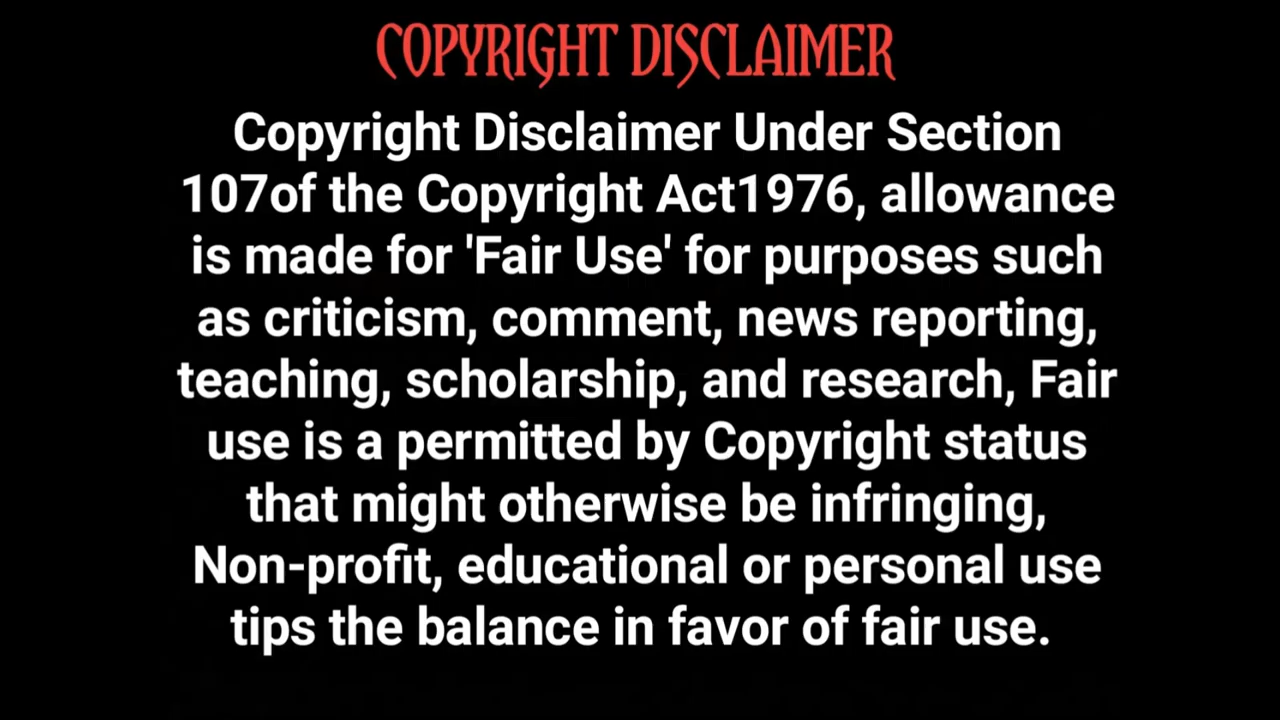 COPYRIGHT DISCLAIMER
Copyright Disclaimer Under Section
107of the Copyright Act1976, allowance
is made for 'Fair Use' for purposes such
as criticism, comment, news reporting,
teaching, scholarship, and research, Fair
use is a permitted by Copyright status
that might otherwise be infringing,
Non-profit, educational or personal use
tips the balance in favor of fair use.